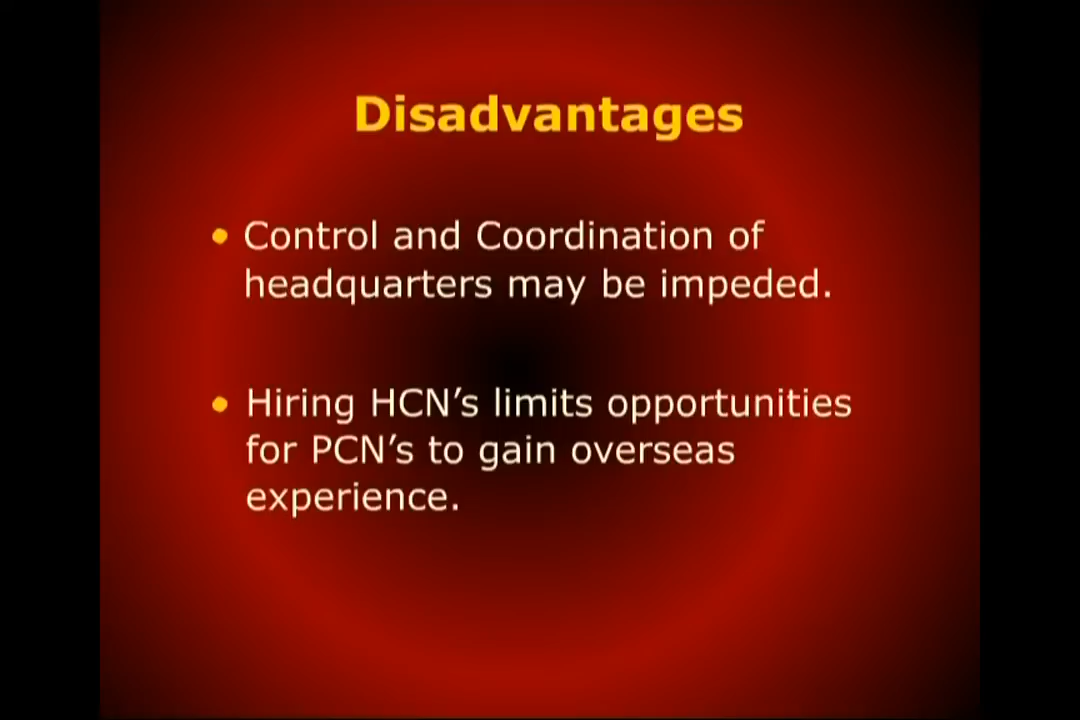 Disadvantages
• Control and Coordination of
headquarters may be impeded.
• Hiring HCN’s limits opportunities
for PCN’s to gain overseas
experience.